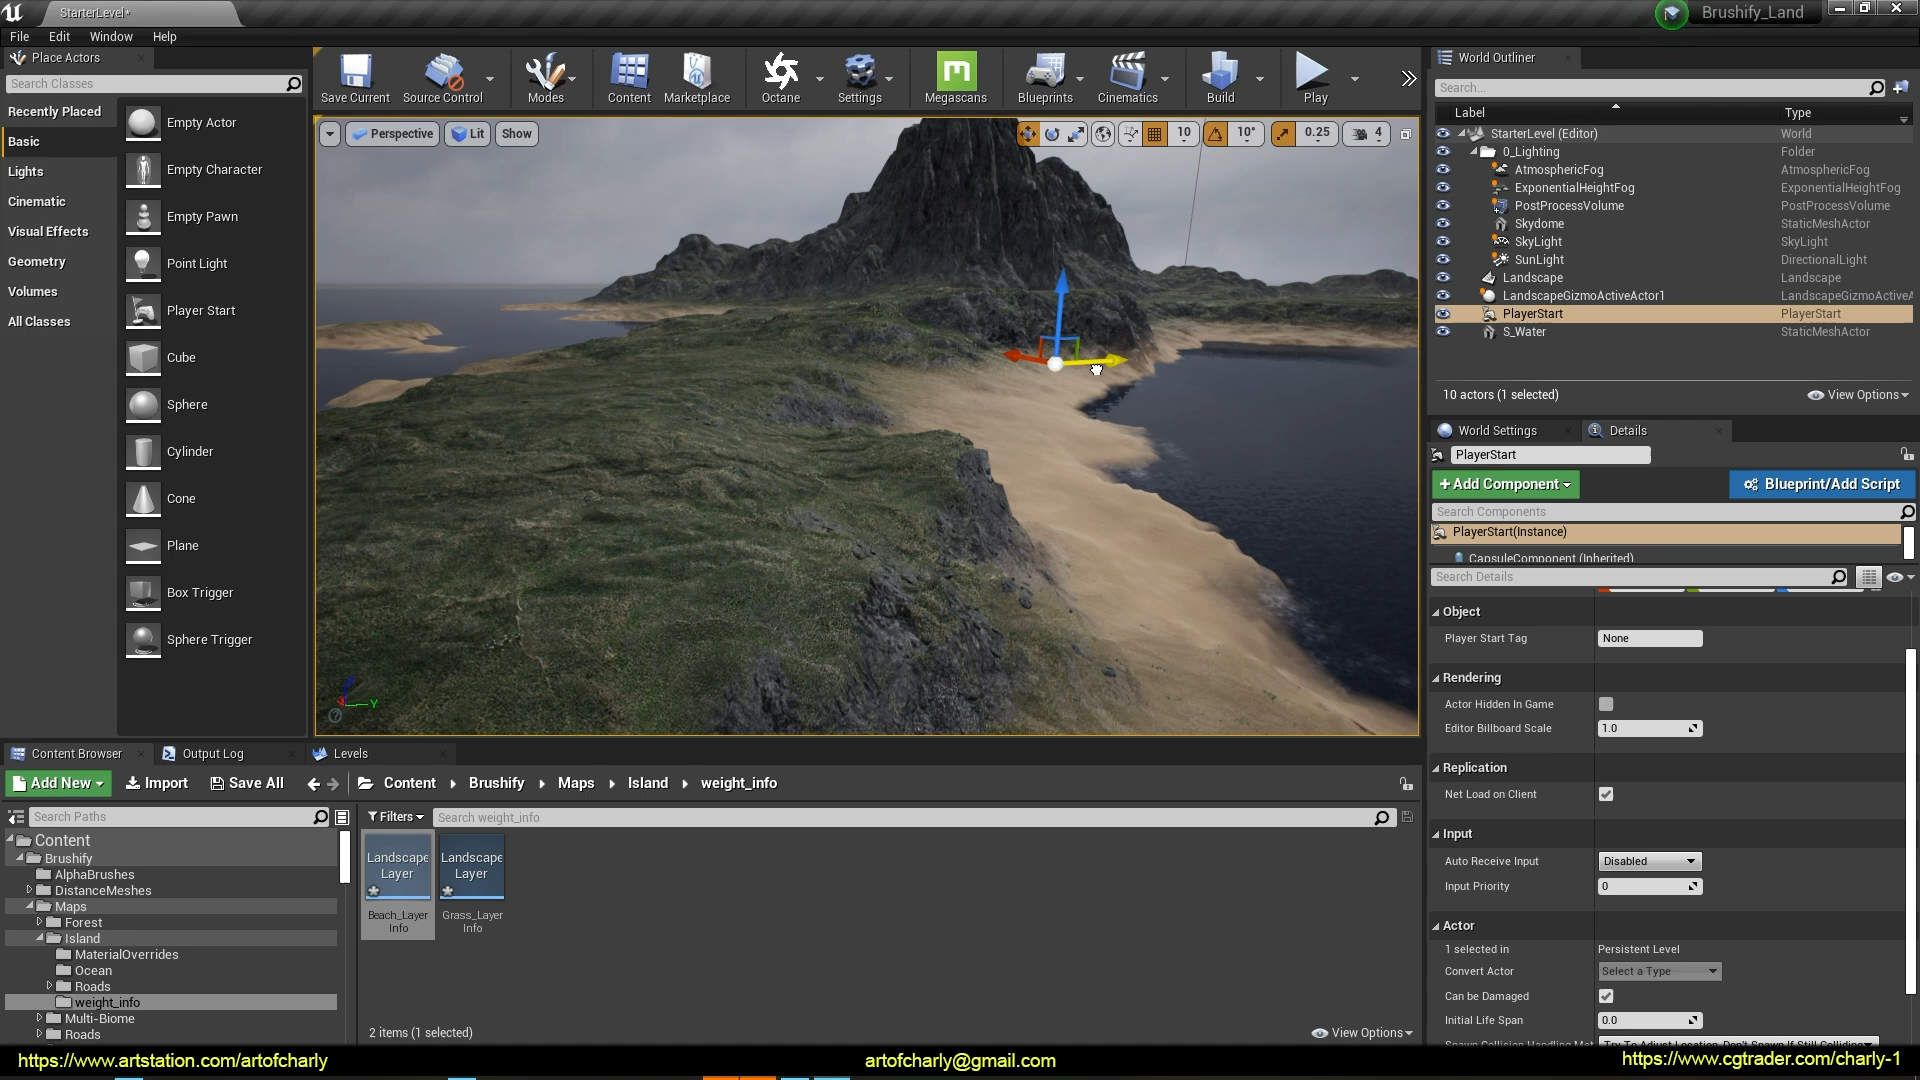 StarterLevel*
Brushify_Land
File Edit Window Help
Place Actors
Search Classes
Recently Placed
Basic
Lights
Cinematic
Visual Effects
Geometry
Volumes
All Classes
Empty Actor
Empty Character
Empty Pawn
Point Light
Player Start
Cube
Sphere
Cylinder
Cone
Plane
Box Trigger
Sphere Trigger
Save Current Source Control Modes Content Marketplace Octane Settings Megascans Blueprints Cinematics Build Play
Perspective Lit Show 10 10° 0.25 4
Y
World Outliner
Search...
Label Type
StarterLevel (Editor) World
0_Lighting Folder
AtmosphericFog AtmosphericFog
ExponentialHeightFog ExponentialHeightFog
PostProcessVolume PostProcessVolume
Skydome StaticMeshActor
SkyLight SkyLight
SunLight DirectionalLight
Landscape Landscape
LandscapeGizmoActiveActor1 LandscapeGizmoActiveA
PlayerStart PlayerStart
S_Water StaticMeshActor
10 actors (1 selected) View Options
World Settings Details
PlayerStart
+Add Component Blueprint/Add Script
Search Components
PlayerStart(Instance)
CapsuleComponent (Inherited)
Search Details
Object
Player Start Tag None
Rendering
Actor Hidden In Game
Editor Billboard Scale 1.0
Replication
Net Load on Client
Input
Auto Receive Input Disabled
Input Priority 0
Actor
1 selected in Persistent Level
Convert Actor Select a Type
Can be Damaged
Initial Life Span 0.0
Content Browser Output Log Levels
Add New Import Save All Content Brushify Maps Island weight_info
Search Paths
Filters Search weight_info
Content
Brushify
AlphaBrushes
DistanceMeshes
Maps
Forest
Island
MaterialOverrides
Ocean
Roads
weight_info
Multi-Biome
Roads
Landscape Layer
Beach_Layer
Info
Landscape Layer
Grass_Layer
Info
2 items (1 selected) View Options
https://www.artstation.com/artofcharly artofcharly@gmail.com https://www.cgtrader.com/charly-1